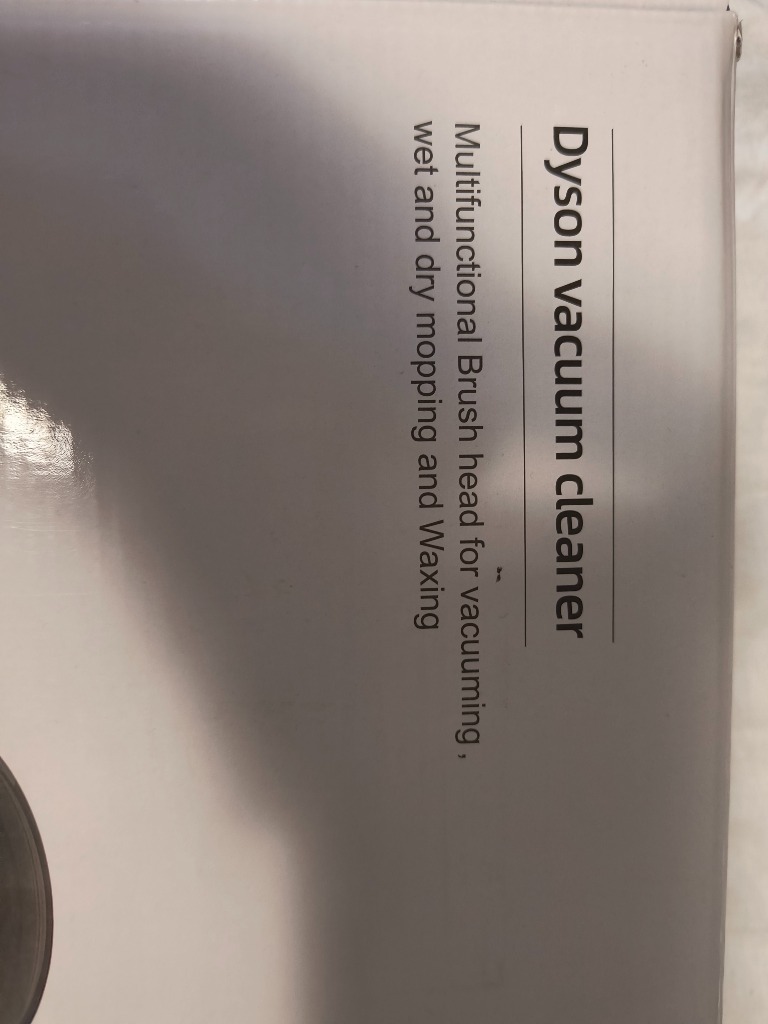 Dyson vacuum cleaner
Multifunctional Brush head for vacuuming ,
wet and dry mopping and Waxing